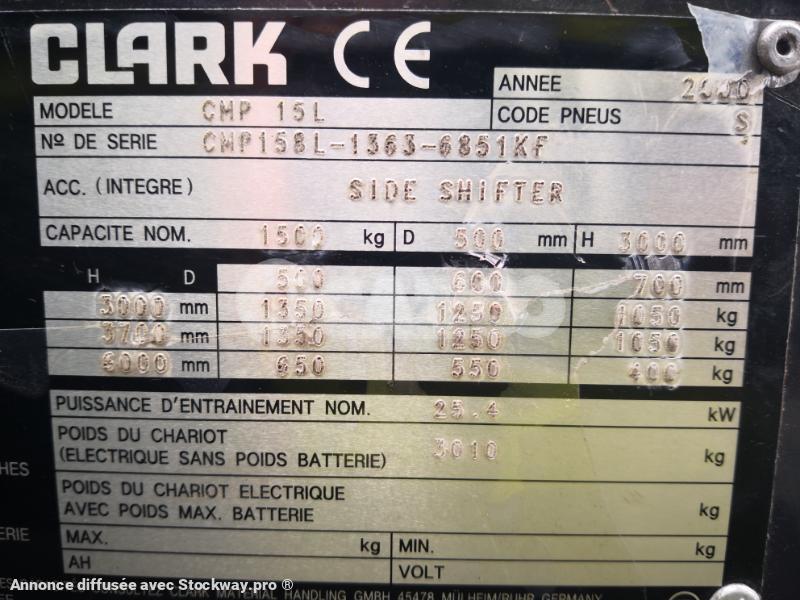 CLARK CE
ANNEE 2000
MODELE CMP 15L CODE PNEUS S
Nº DE SERIE CMP158L-1363-6851KF
ACC. (INTEGRE) SIDE SHIFTER
CAPACITE NOM. 1500 kg D 500 mm H 3000 mm
H D 500 600 700 mm
3000 mm 1350 1250 1050 kg
3700 mm 1350 1250 1050 kg
6000 mm 650 550 400 kg
PUISSANCE D'ENTRAINEMENT NOM. 25.4 kW
POIDS DU CHARIOT
(ELECTRIQUE SANS POIDS BATTERIE) 3010 kg
POIDS DU CHARIOT ELECTRIQUE
AVEC POIDS MAX. BATTERIE kg
MAX. kg MIN. kg
AH VOLT
CLARK MATERIAL HANDLING GMBH 45478 MÜLHEIM/RUHR GERMANY
HES
ERIE
Annonce diffusée avec Stockway.pro ®